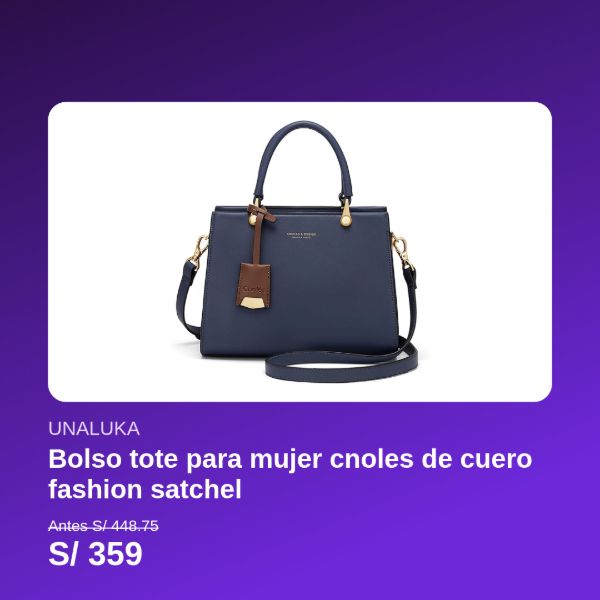 UNALUKA
Bolso tote para mujer cnoles de cuero
fashion satchel
Antes S/ 448.75
S/ 359